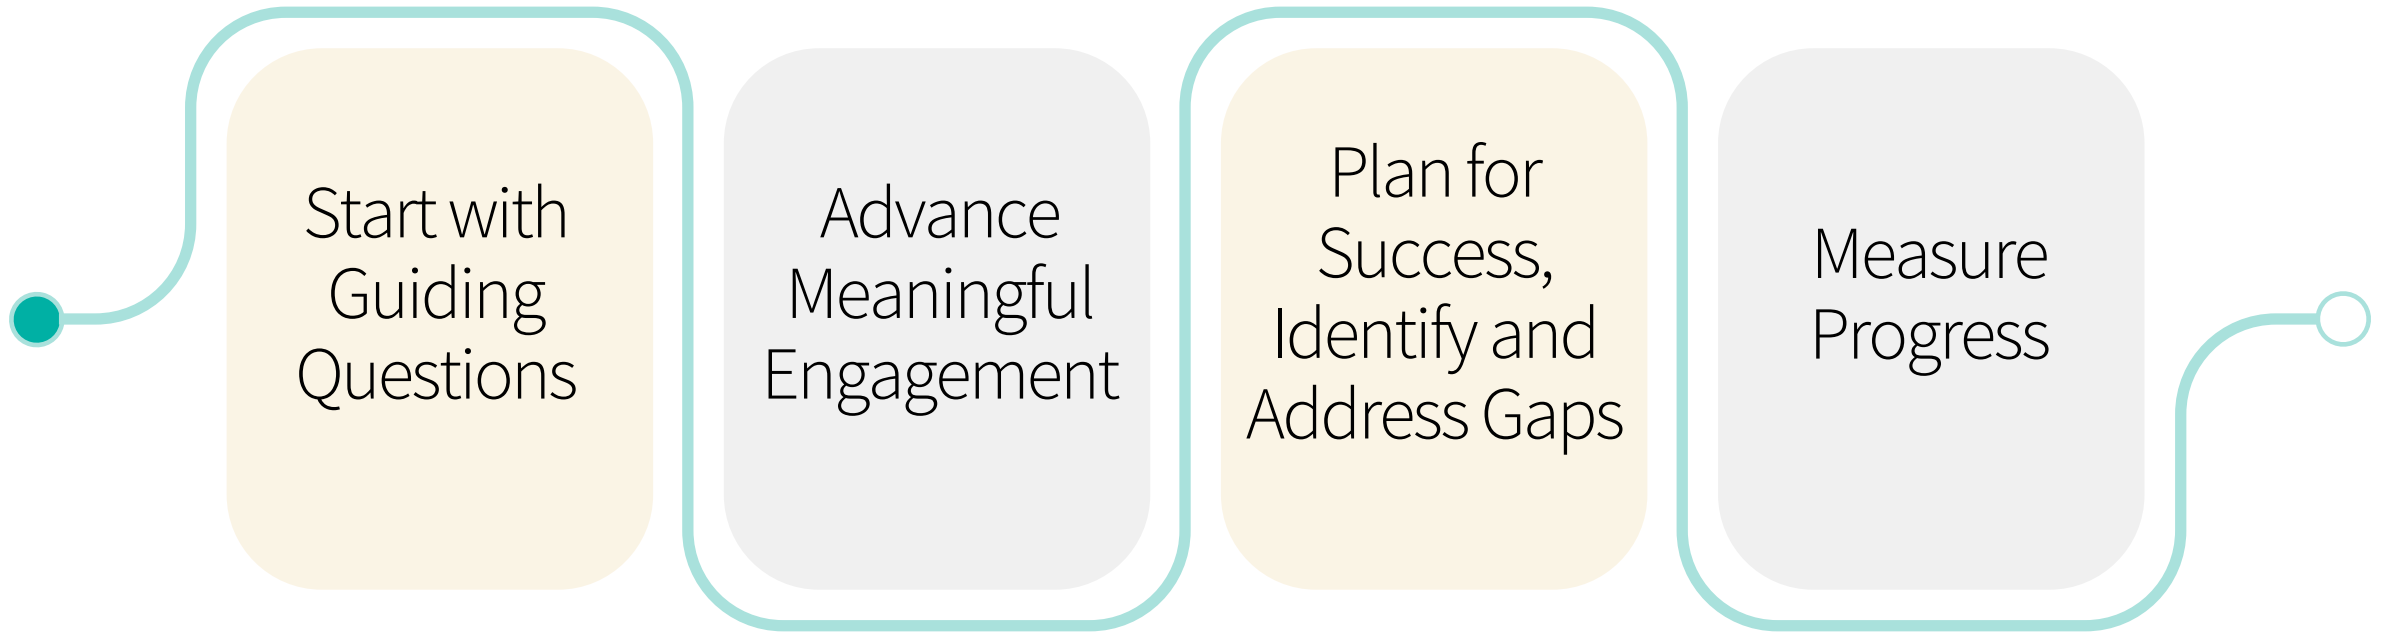 Start with
Guiding
Questions
Advance
Meaningful
Engagement
Plan for
Success,
Identify and
Address Gaps
Measure
Progress